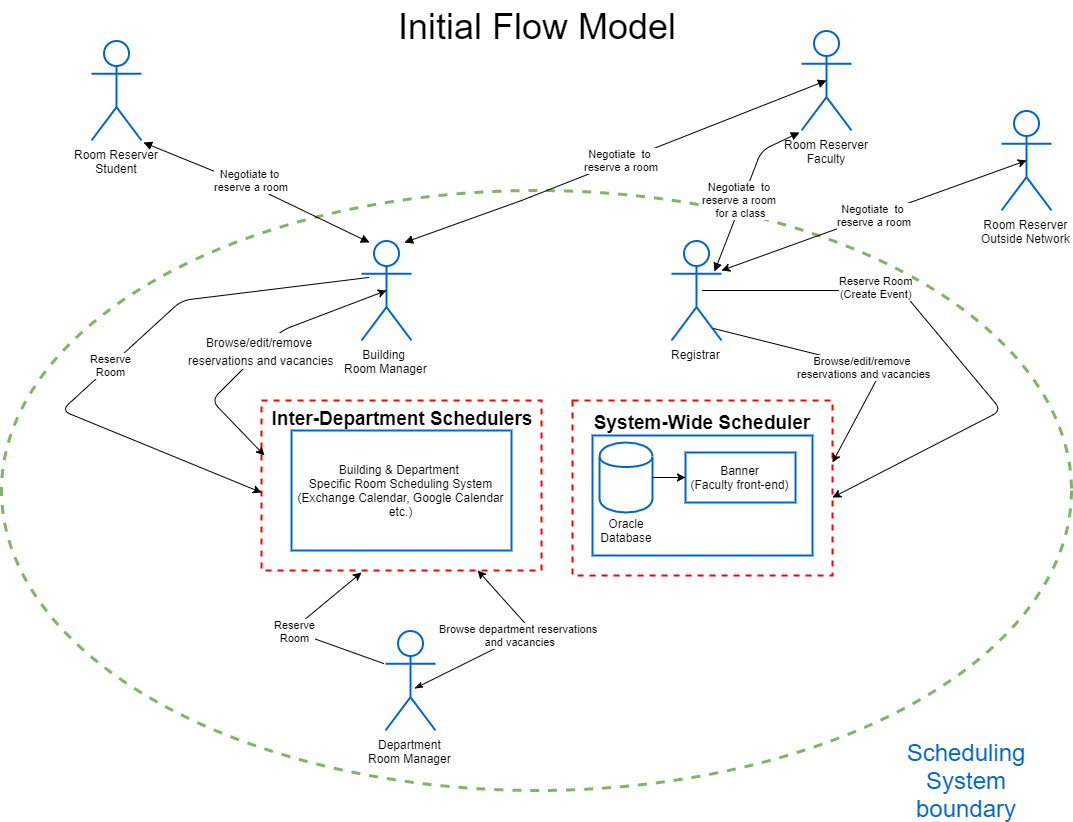 Initial Flow Model
Room Reserver
Student
Room Reserver
Faculty
Room Reserver
Outside Network
Negotiate to
reserve a room
Negotiate to
reserve a room
Negotiate to
reserve a room
for a class
Negotiate to
reserve a room
Building
Room Manager
Registrar
Reserve Room
(Create Event)
Reserve
Room
Browse/edit/remove
reservations and vacancies
Browse/edit/remove
reservations and vacancies
Inter-Department Schedulers
Building & Department
Specific Room Scheduling System
(Exchange Calendar, Google Calendar
etc.)
System-Wide Scheduler
Oracle
Database
Banner
(Faculty front-end)
Reserve
Room
Browse department reservations
and vacancies
Department
Room Manager
Scheduling
System
boundary